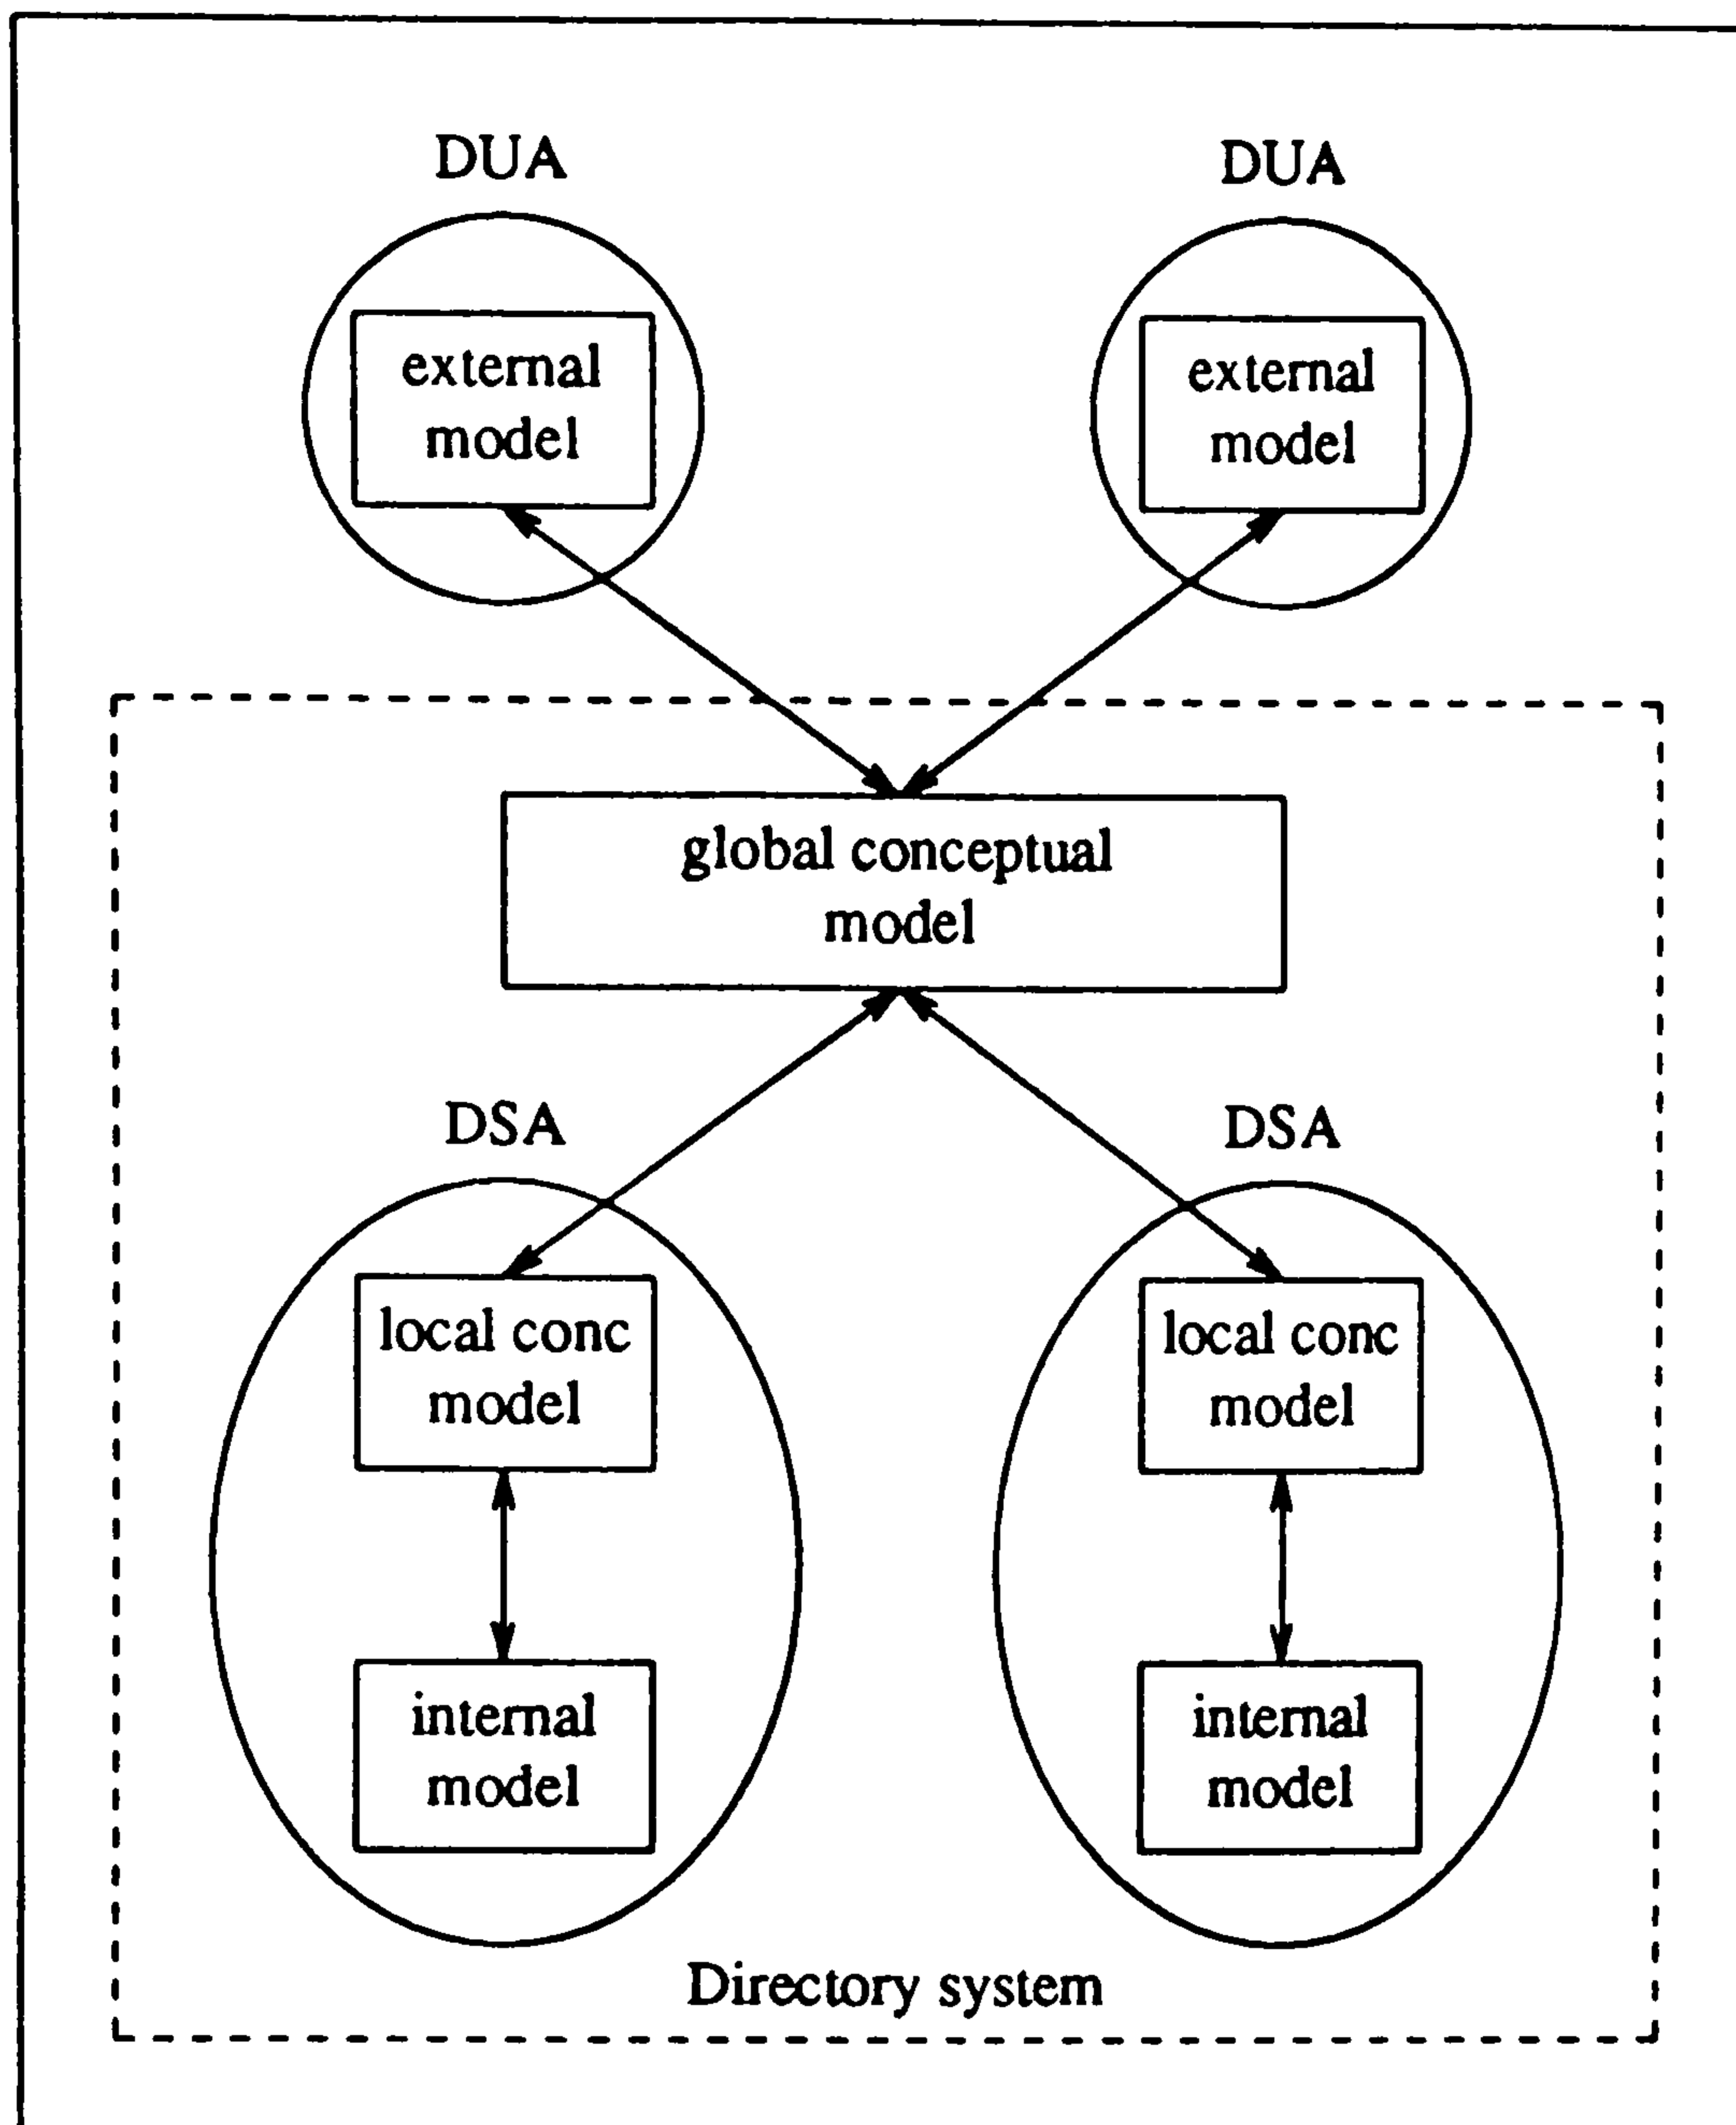 DUA
DUA
external
model
external
model
global conceptual
model
DSA
DSA
local conc
model
local conc
model
internal
model
internal
model
Directory system